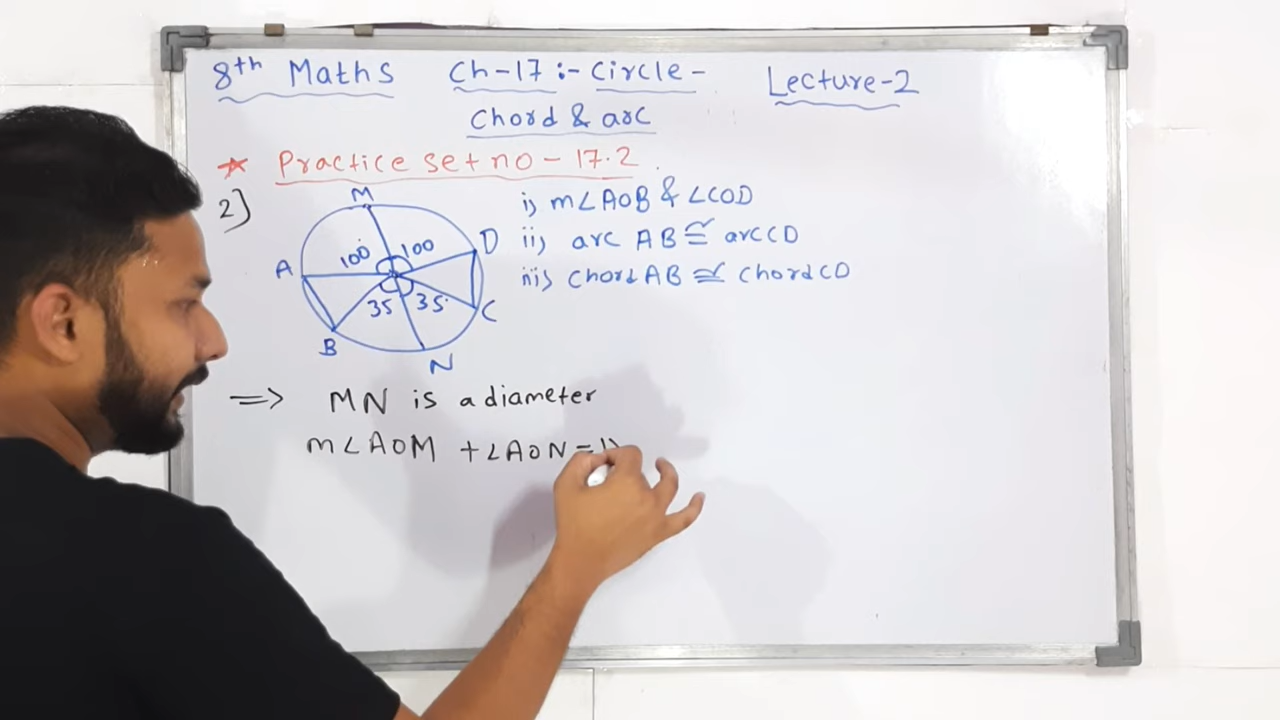 8th Maths Ch-17 :- Circle - Lecture-2
Chord & arc
* Practice set no - 17.2
2) i) m∠AOB & ∠COD
ii) arc AB ≅ arc CD
iii) Chord AB ≅ Chord CD
M
100° 100
A D
35 35°
B C
N
=> MN is a diameter
m∠AOM + ∠AON =